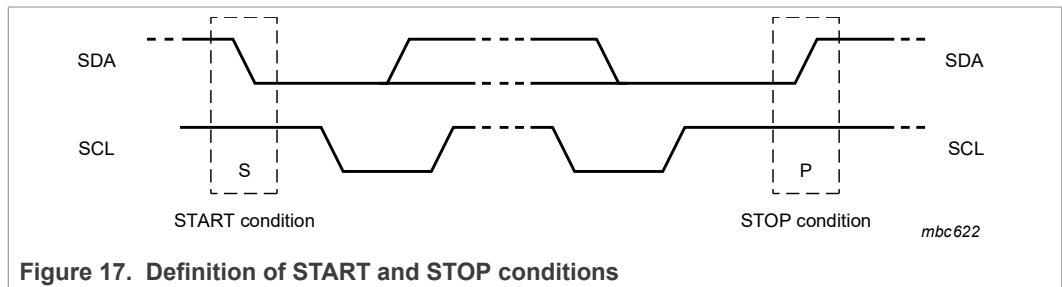 SDA SDA
SCL SCL
S P
START condition STOP condition
mbc622
Figure 17. Definition of START and STOP conditions